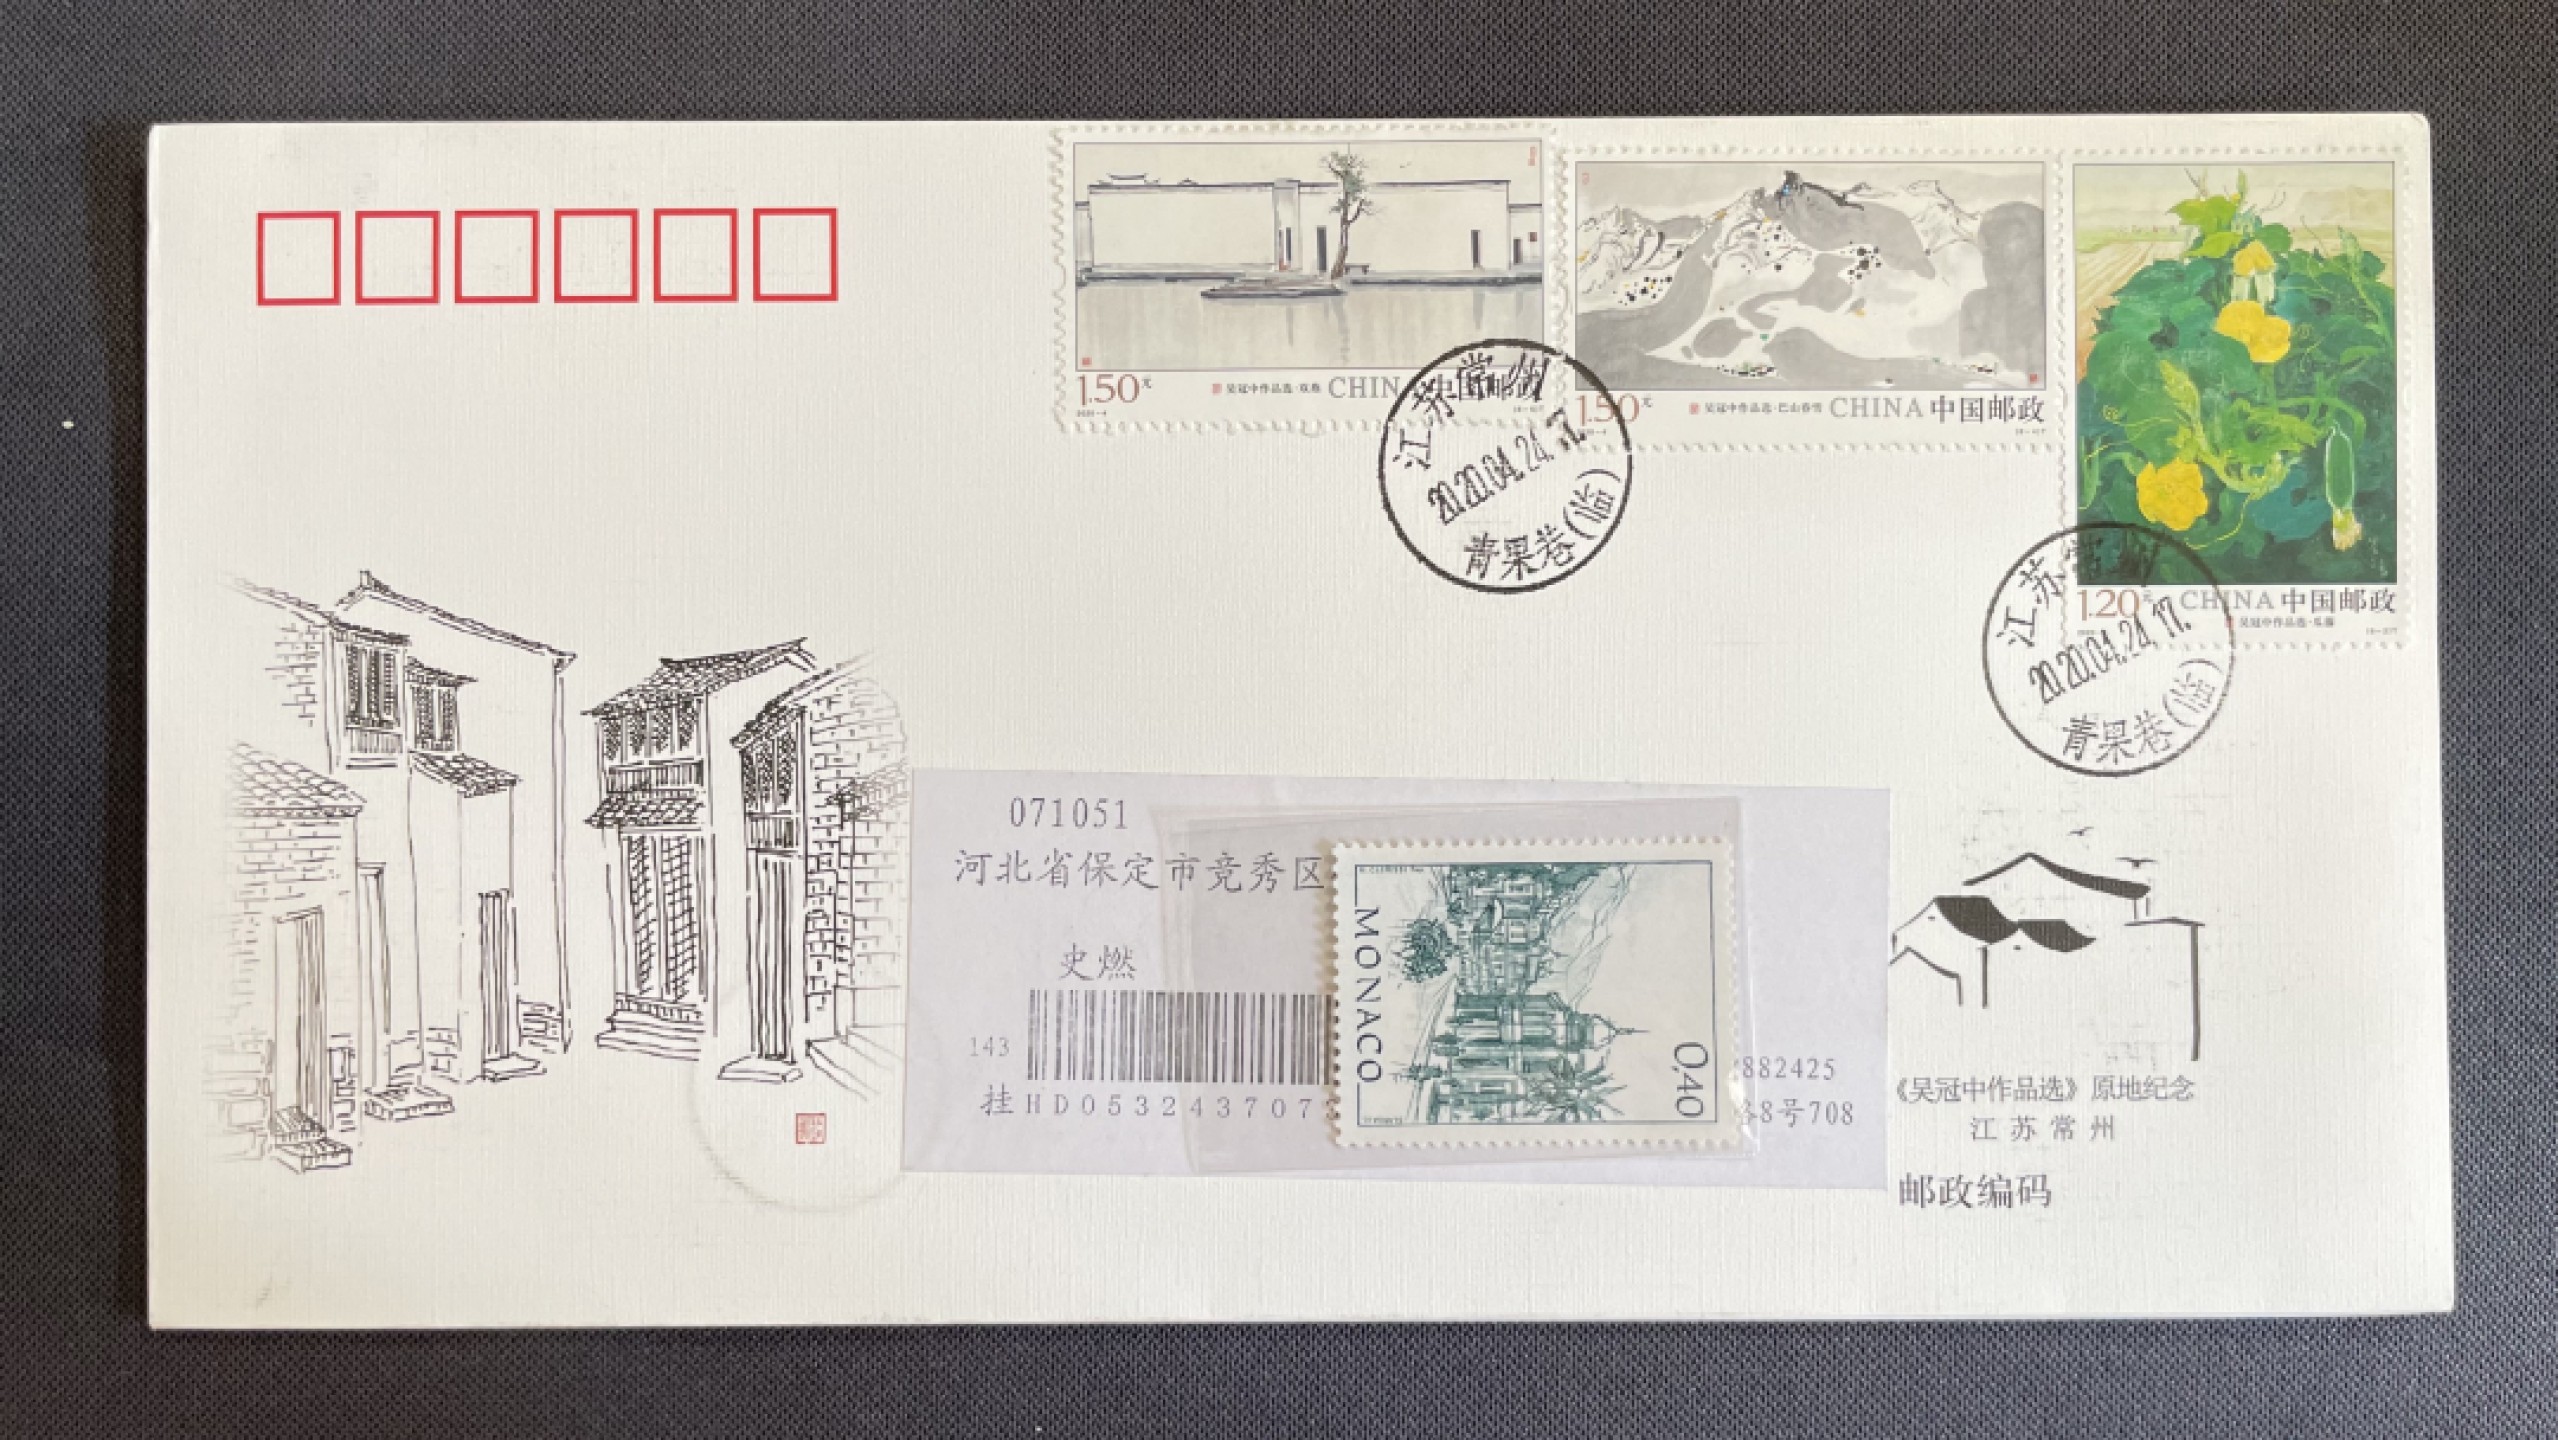 1.50元 吴冠中作品选·双燕 CHIN 中国邮政
1.50元 吴冠中作品选·巴山春雪 CHINA 中国邮政
1.20元 CHINA 中国邮政
吴冠中作品选·瓜藤
江苏常州
2020.04.24.17.
青果巷(临)
江苏常州
2020.04.24.17.
青果巷(临)
071051
河北省保定市竞秀区
史燃
143
挂HD053243707
882425
8号708
MONACO
0,40
《吴冠中作品选》原地纪念
江苏常州
邮政编码